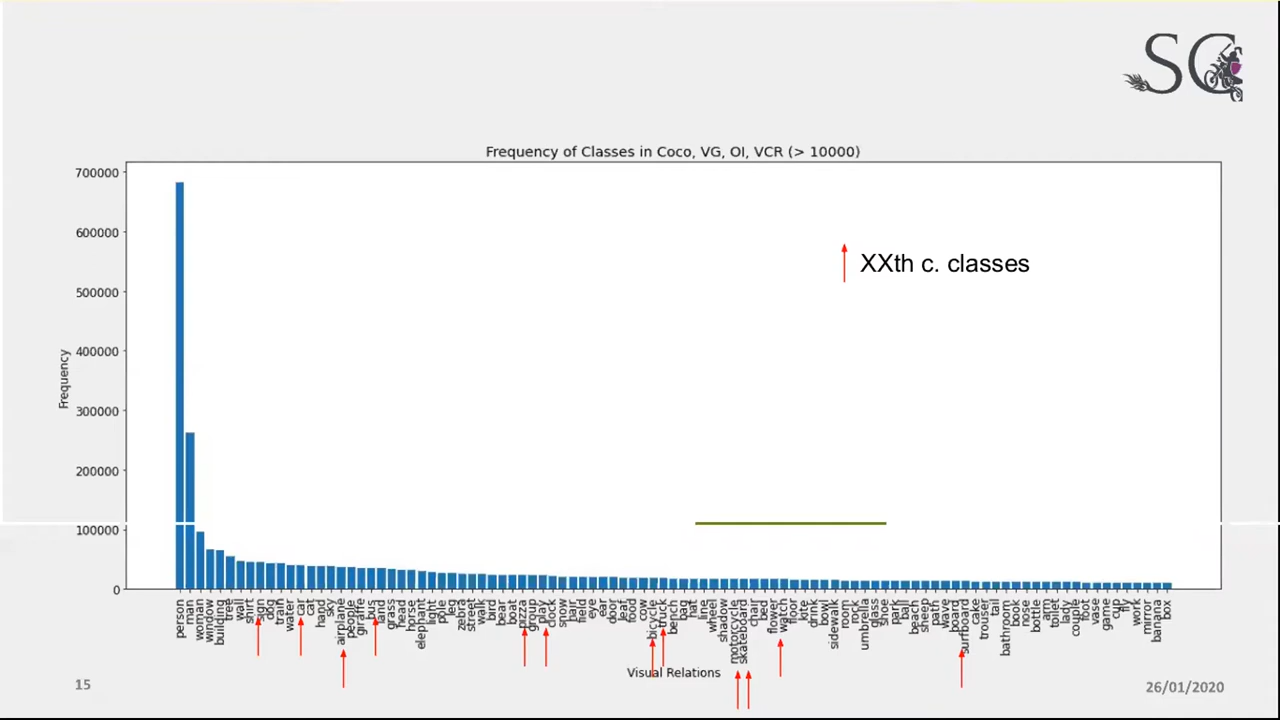 SC
Frequency of Classes in Coco, VG, OI, VCR (> 10000)
700000
600000
500000
400000
300000
200000
100000
0
Frequency
XXth c. classes
person
man
woman
window
building
tree
wall
shirt
sign
dog
train
water
car
cat
hand
sky
airplane
people
giraffe
bus
land
grass
head
horse
elephant
light
leg
zebra
street
walk
bird
bear
boat
pizza
group
play
clock
snow
hair
field
eye
ear
door
leaf
food
cow
bicycle
truck
bench
bag
hat
line
wheel
shadow
motorcycle
skateboard
chair
bed
flower
watch
floor
kite
bowl
sidewalk
room
rock
umbrella
glass
shoe
park
ball
beach
sheep
path
wave
board
surfboard
cake
trouser
tail
bathroom
book
nose
bottle
arm
toilet
lady
couple
foot
vase
game
cup
fly
work
mirror
banana
box
Visual Relations
15
26/01/2020